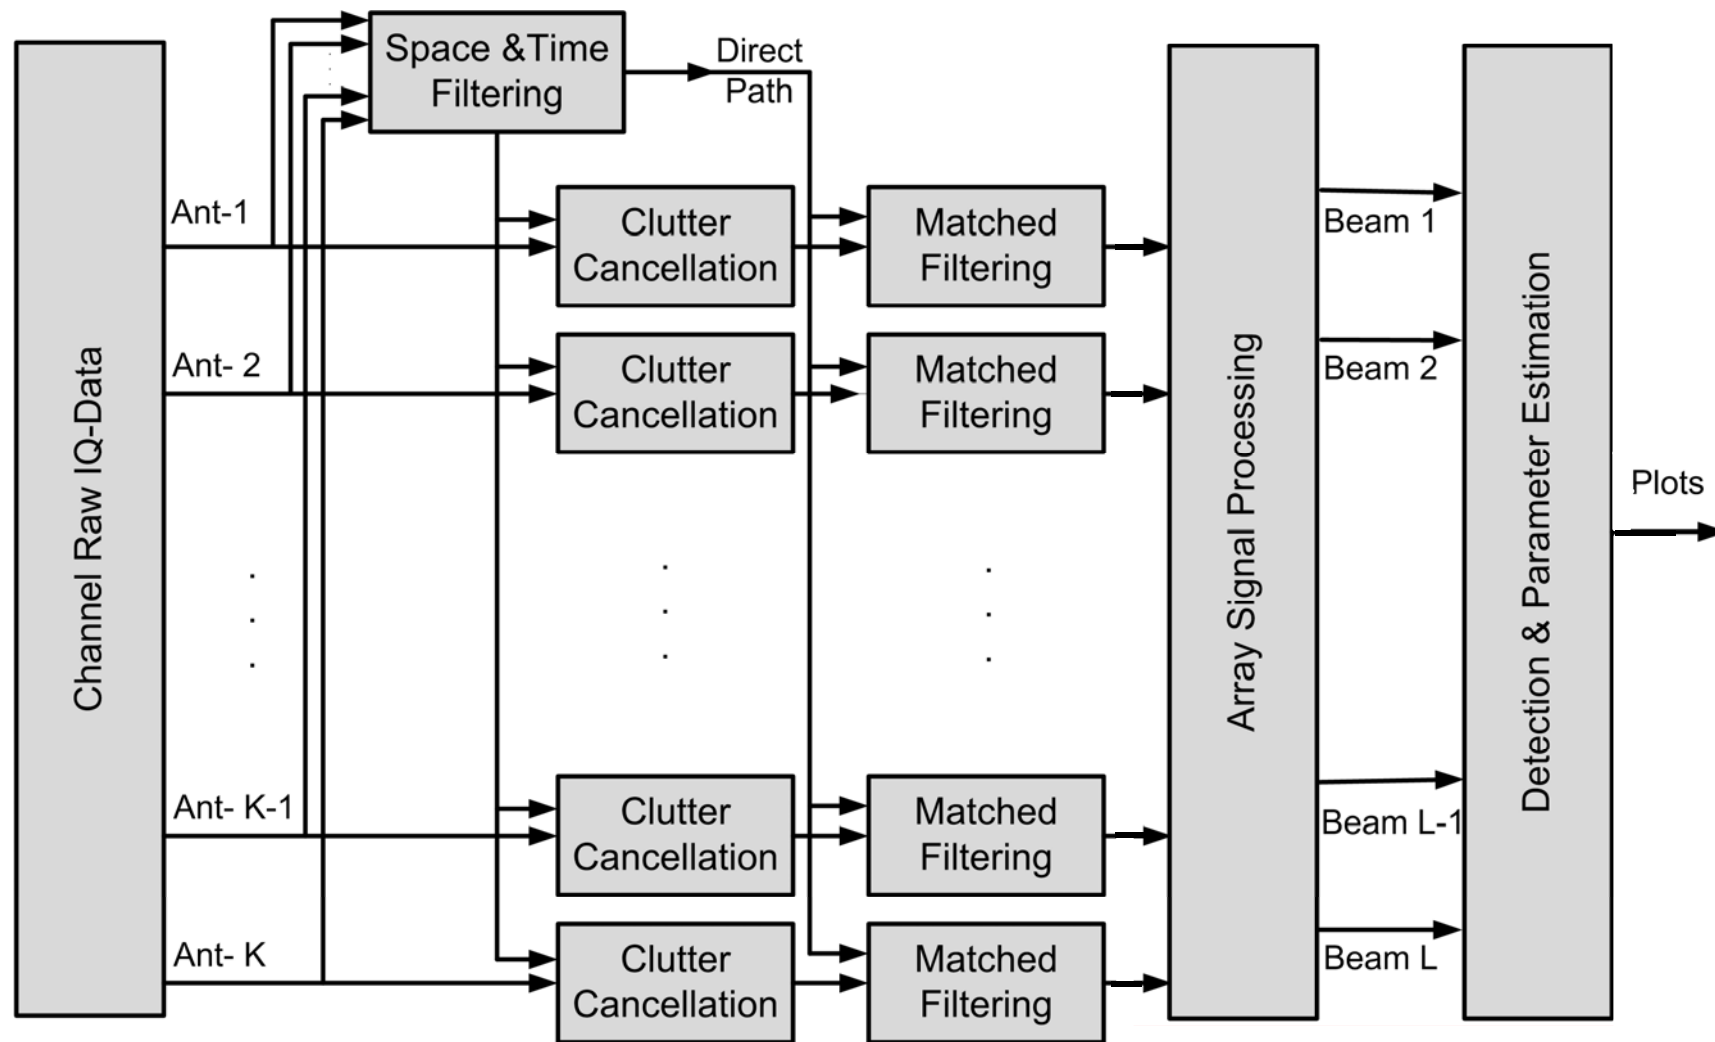 Space &Time
Filtering
Direct
Path
Channel Raw IQ-Data
Ant-1
Clutter
Cancellation
Matched
Filtering
Ant- 2
Clutter
Cancellation
Matched
Filtering
Ant- K-1
Clutter
Cancellation
Matched
Filtering
Ant- K
Clutter
Cancellation
Matched
Filtering
Array Signal Processing
Beam 1
Beam 2
Beam L-1
Beam L
Detection & Parameter Estimation
Plots